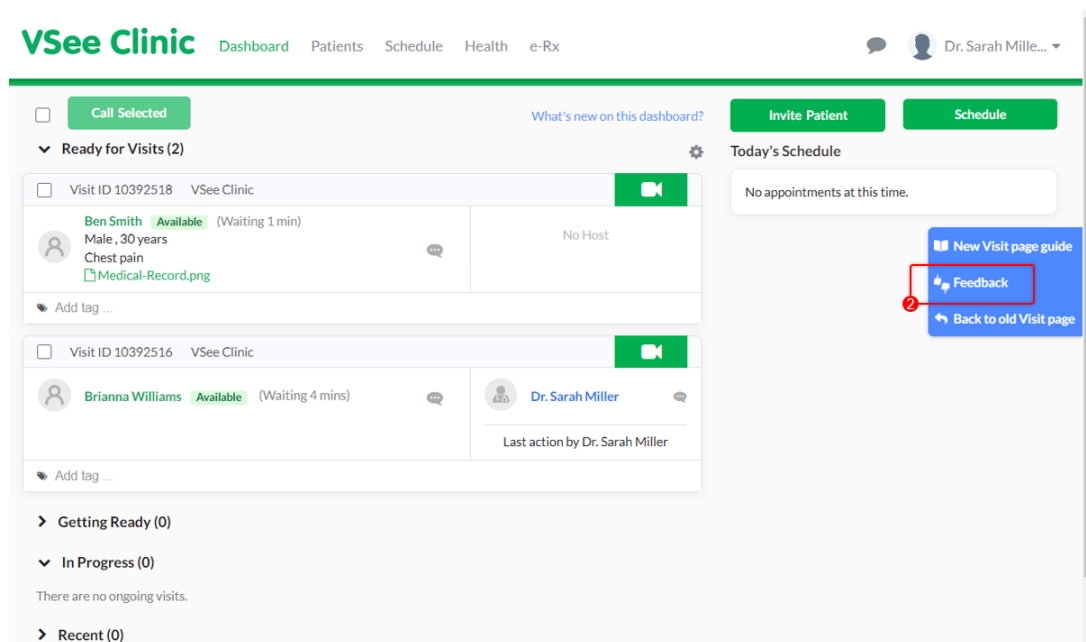 VSee Clinic Dashboard Patients Schedule Health e-Rx Dr. Sarah Mille...
Call Selected What's new on this dashboard? Invite Patient Schedule
Ready for Visits (2)
Today's Schedule
Visit ID 10392518 VSee Clinic
No appointments at this time.
Ben Smith Available (Waiting 1 min)
Male , 30 years
Chest pain
Medical-Record.png
No Host
New Visit page guide
Feedback
2
Back to old Visit page
Add tag ...
Visit ID 10392516 VSee Clinic
Brianna Williams Available (Waiting 4 mins)
Dr. Sarah Miller
Last action by Dr. Sarah Miller
Add tag ...
Getting Ready (0)
In Progress (0)
There are no ongoing visits.
Recent (0)